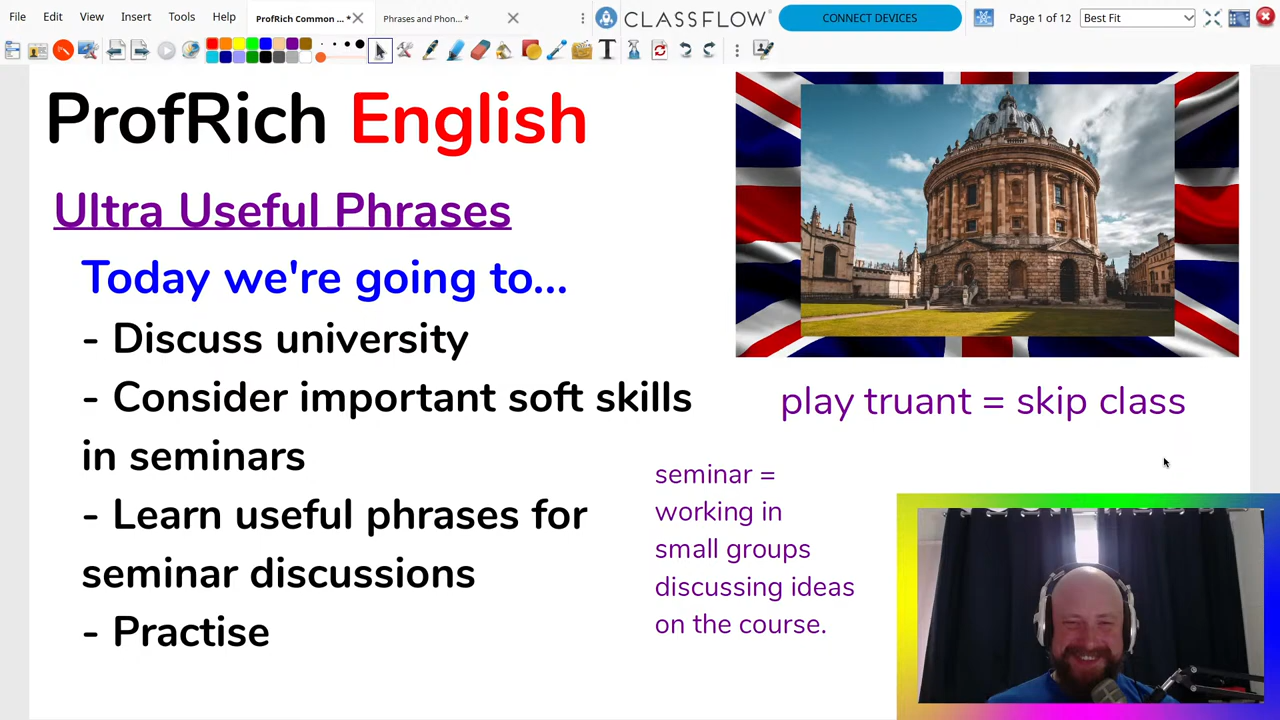 File Edit View Insert Tools Help
ProfRich Common ... *
Phrases and Phon... *
CLASSFLOW
CONNECT DEVICES
Page 1 of 12
Best Fit
ProfRich English
Ultra Useful Phrases
Today we're going to...
- Discuss university
- Consider important soft skills
in seminars
- Learn useful phrases for
seminar discussions
- Practise
play truant = skip class
seminar =
working in
small groups
discussing ideas
on the course.